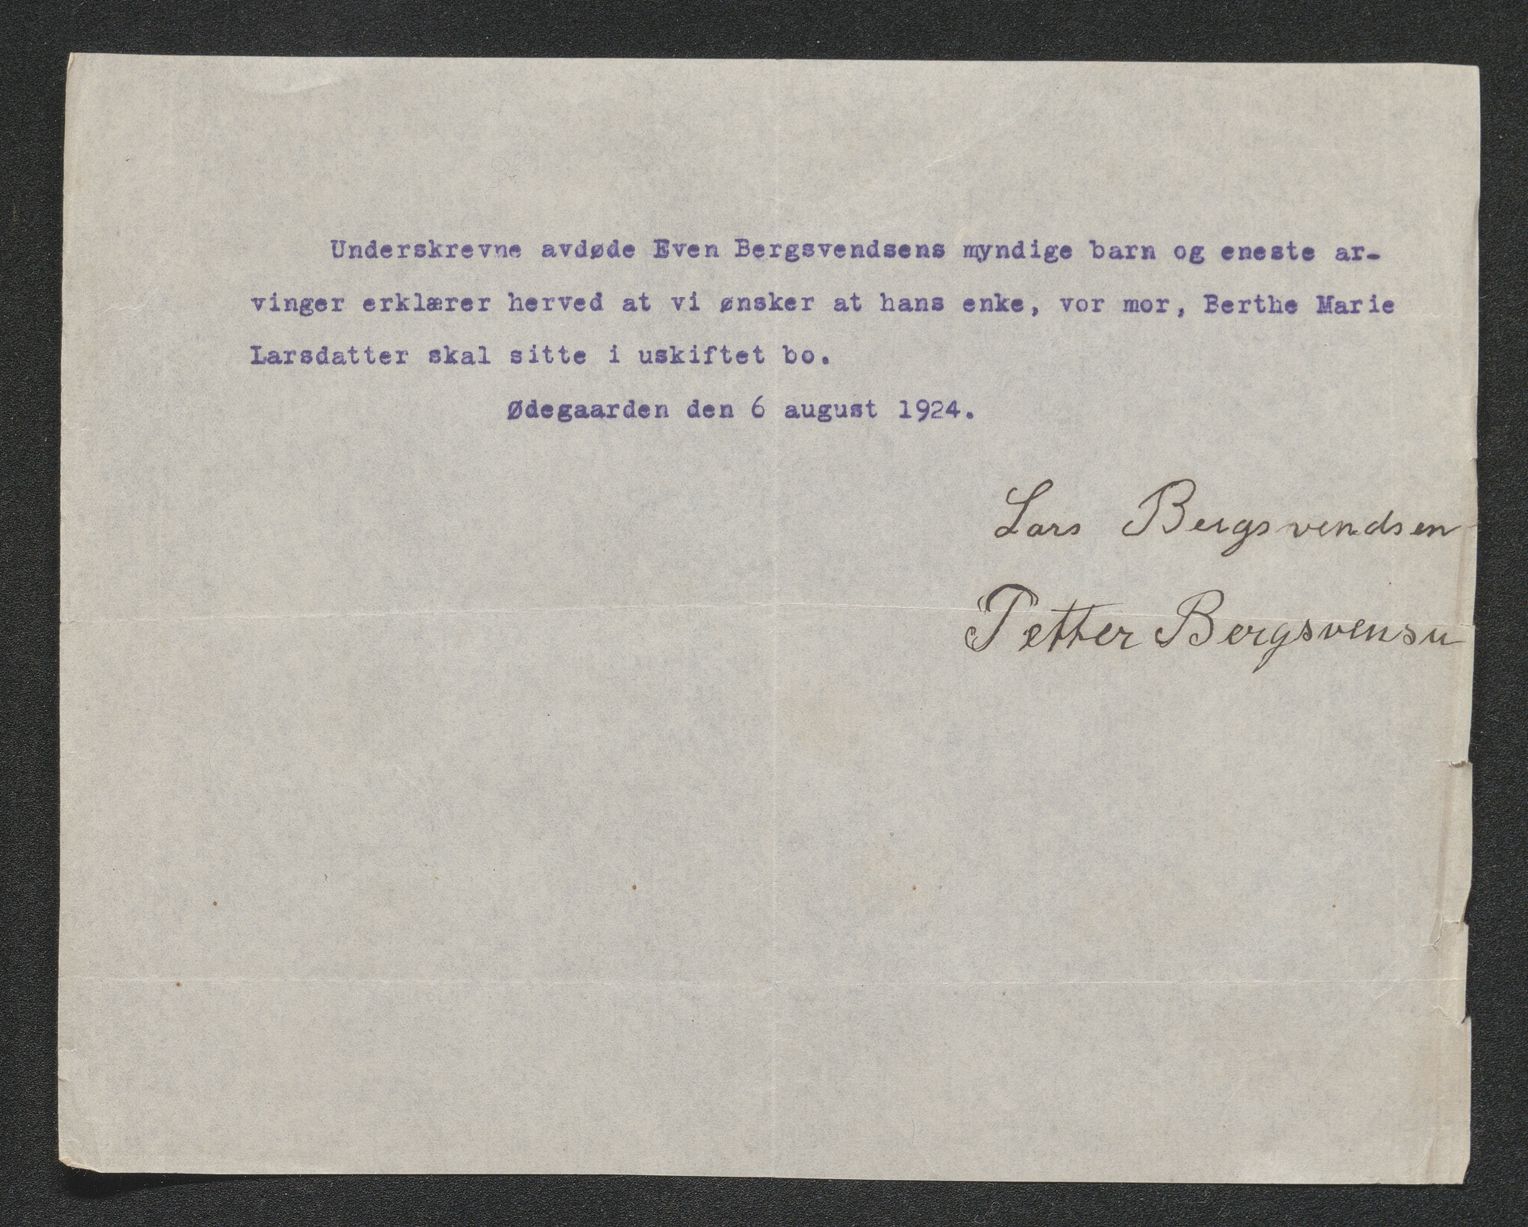 Underskrevne avdøde Even Bergsvendsens myndige barn og eneste ar-
vinger erklærer herved at vi ønsker at hans enke, vor mor, Berthe Marie
Larsdatter skal sitte i uskiftet bo.
Ødegaarden den 6 august 1924.
Lars Bergsvendsen
Petter Bergsvensen